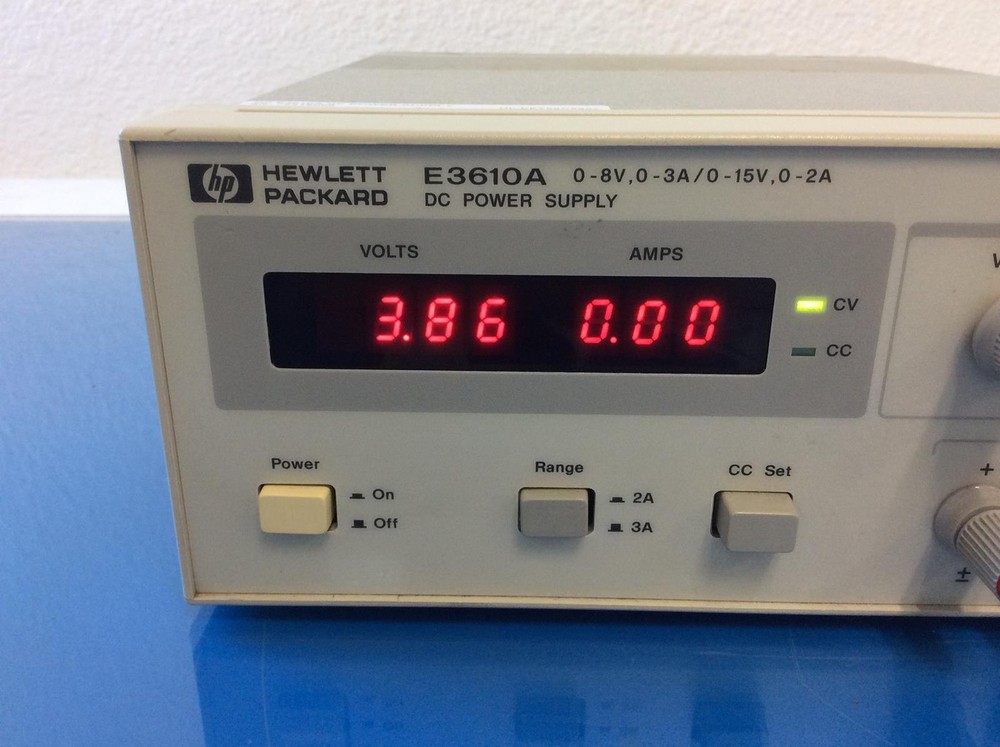 hp HEWLETT PACKARD
E3610A 0-8V,0-3A/0-15V,0-2A
DC POWER SUPPLY
VOLTS AMPS
3.86 0.00
CV
CC
V
Power
On
Off
Range
2A
3A
CC Set
+
±